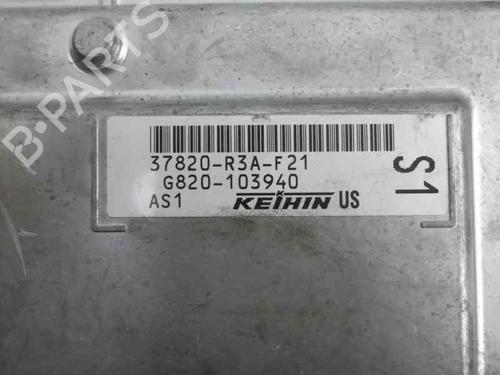 B-PARTS
37820-R3A-F21
G820-103940
AS1 KEIHIN US
S1